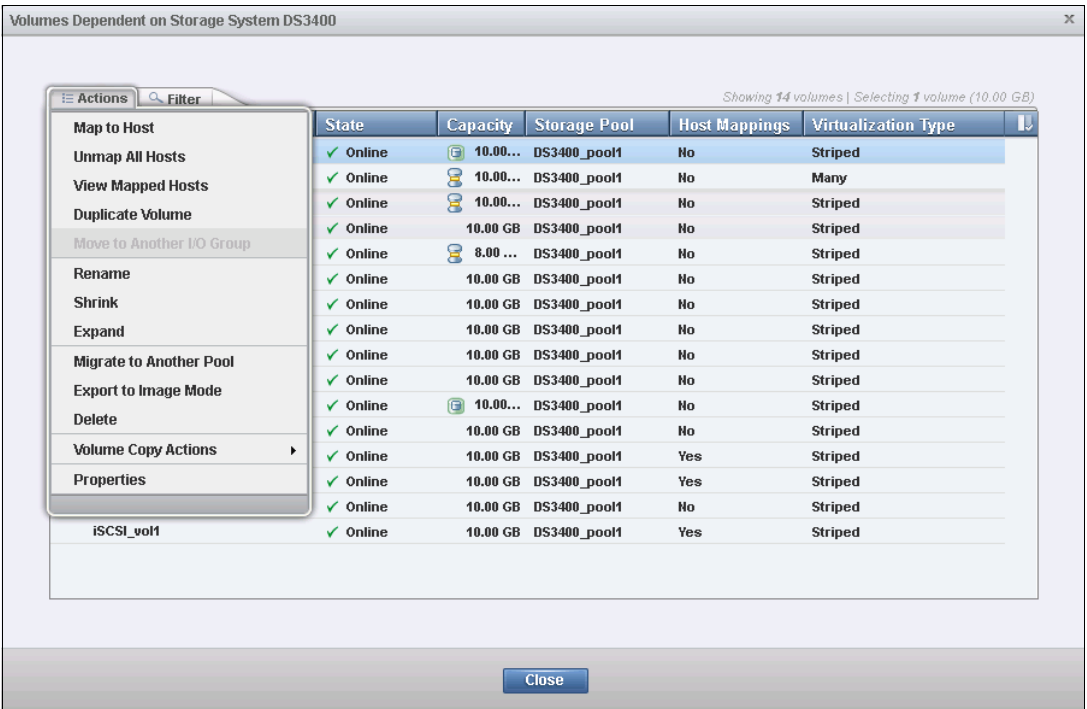 Volumes Dependent on Storage System DS3400 x
Actions Filter Showing 14 volumes | Selecting 1 volume (10.00 GB)
State Capacity Storage Pool Host Mappings Virtualization Type
Map to Host
Unmap All Hosts
View Mapped Hosts
Duplicate Volume
Move to Another I/O Group
Rename
Shrink
Expand
Migrate to Another Pool
Export to Image Mode
Delete
Volume Copy Actions
Properties
Online 10.00... DS3400_pool1 No Striped
Online 10.00... DS3400_pool1 No Many
Online 10.00... DS3400_pool1 No Striped
Online 10.00 GB DS3400_pool1 No Striped
Online 8.00 ... DS3400_pool1 No Striped
Online 10.00 GB DS3400_pool1 No Striped
Online 10.00 GB DS3400_pool1 No Striped
Online 10.00 GB DS3400_pool1 No Striped
Online 10.00 GB DS3400_pool1 No Striped
Online 10.00 GB DS3400_pool1 No Striped
Online 10.00... DS3400_pool1 No Striped
Online 10.00 GB DS3400_pool1 No Striped
Online 10.00 GB DS3400_pool1 Yes Striped
Online 10.00 GB DS3400_pool1 Yes Striped
Online 10.00 GB DS3400_pool1 No Striped
iSCSI_vol1 Online 10.00 GB DS3400_pool1 Yes Striped
Close